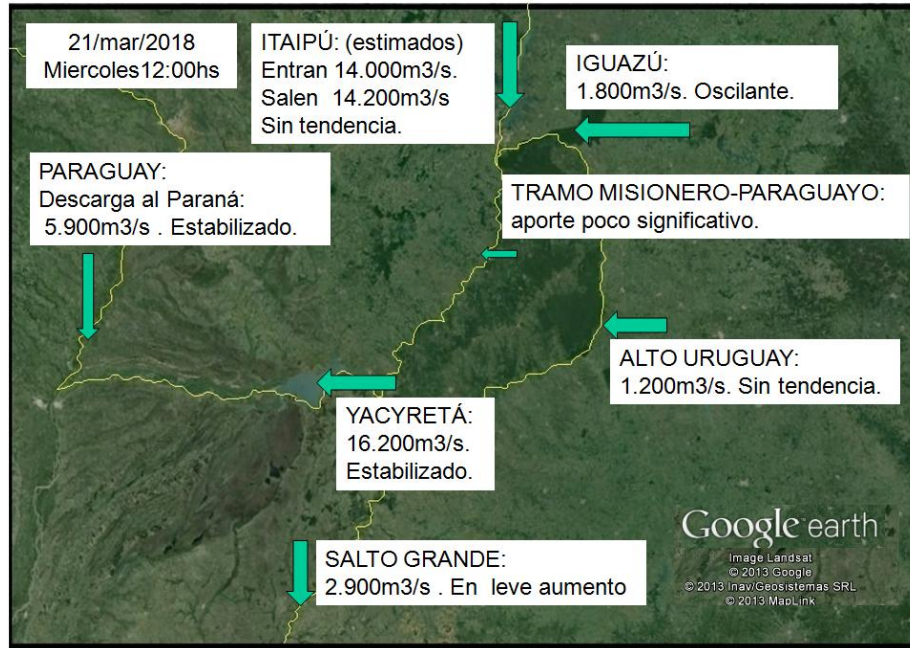 21/mar/2018
Miercoles12:00hs
ITAIPÚ: (estimados)
Entran 14.000m3/s.
Salen 14.200m3/s
Sin tendencia.
IGUAZÚ:
1.800m3/s. Oscilante.
PARAGUAY:
Descarga al Paraná:
5.900m3/s . Estabilizado.
TRAMO MISIONERO-PARAGUAYO:
aporte poco significativo.
ALTO URUGUAY:
1.200m3/s. Sin tendencia.
YACYRETÁ:
16.200m3/s.
Estabilizado.
SALTO GRANDE:
2.900m3/s . En leve aumento
Google earth
Image Landsat
© 2013 Google
© 2013 Inav/Geosistemas SRL
© 2013 MapLink